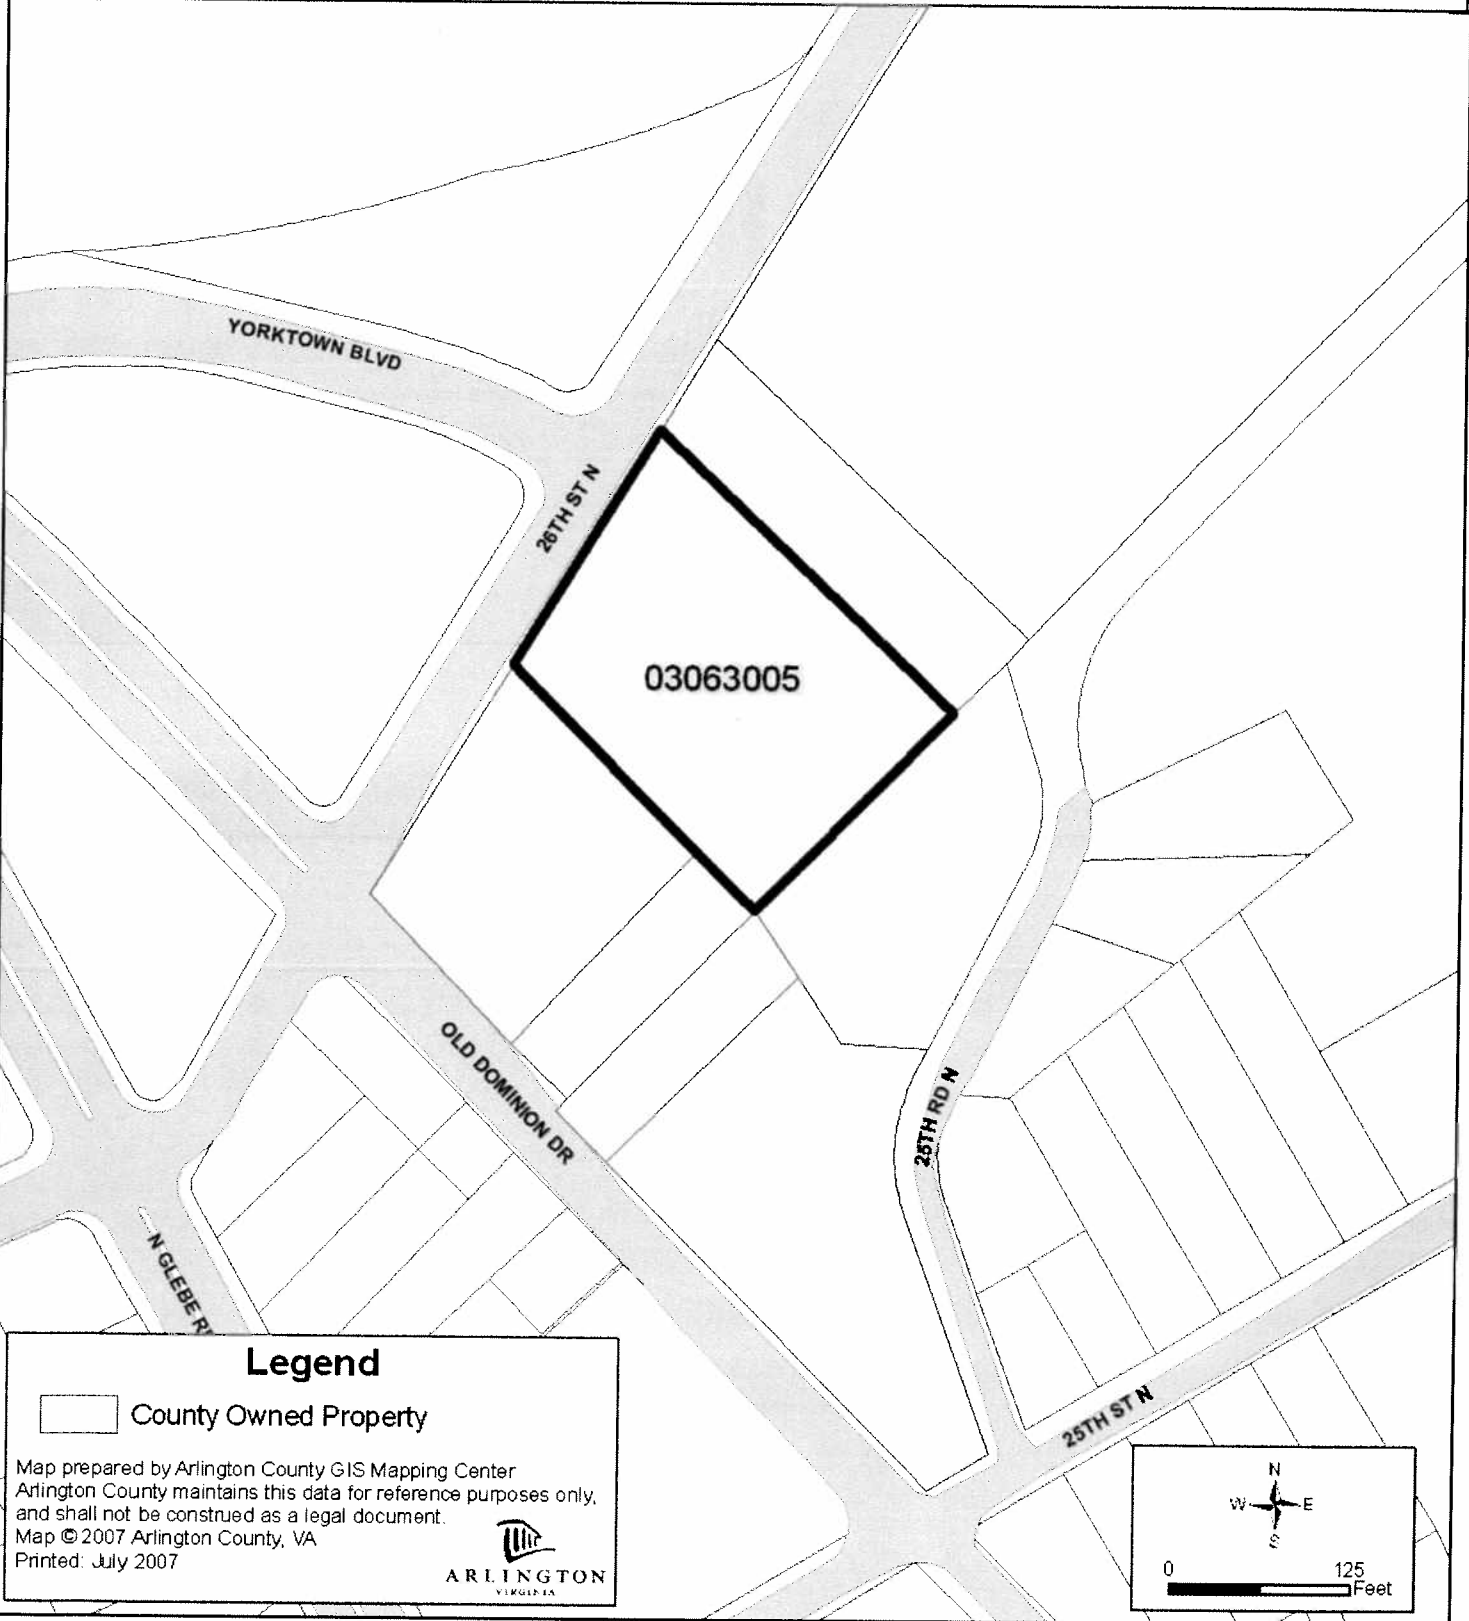 YORKTOWN BLVD
26TH ST N
03063005
OLD DOMINION DR
25TH RD N
N GLEBE
25TH ST N
Legend
County Owned Property
Map prepared by Arlington County GIS Mapping Center
Arlington County maintains this data for reference purposes only,
and shall not be construed as a legal document.
Map © 2007 Arlington County, VA
Printed: July 2007
ARLINGTON
VIRGINIA
N
W E
S
0 125
Feet